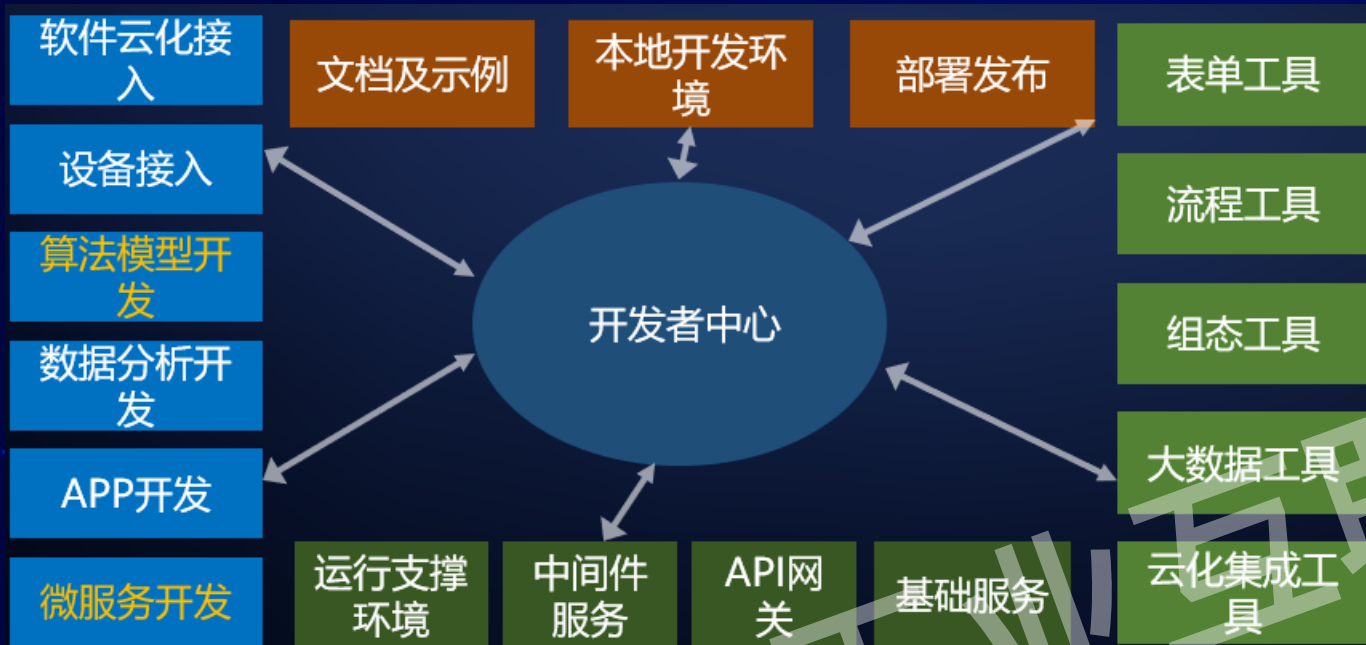 软件云化接
入
设备接入
算法模型开
发
数据分析开
发
APP开发
微服务开发
文档及示例
本地开发环
境
部署发布
开发者中心
运行支撑
环境
中间件
服务
API网
关
基础服务
表单工具
流程工具
组态工具
大数据工具
云化集成工
具
工业互